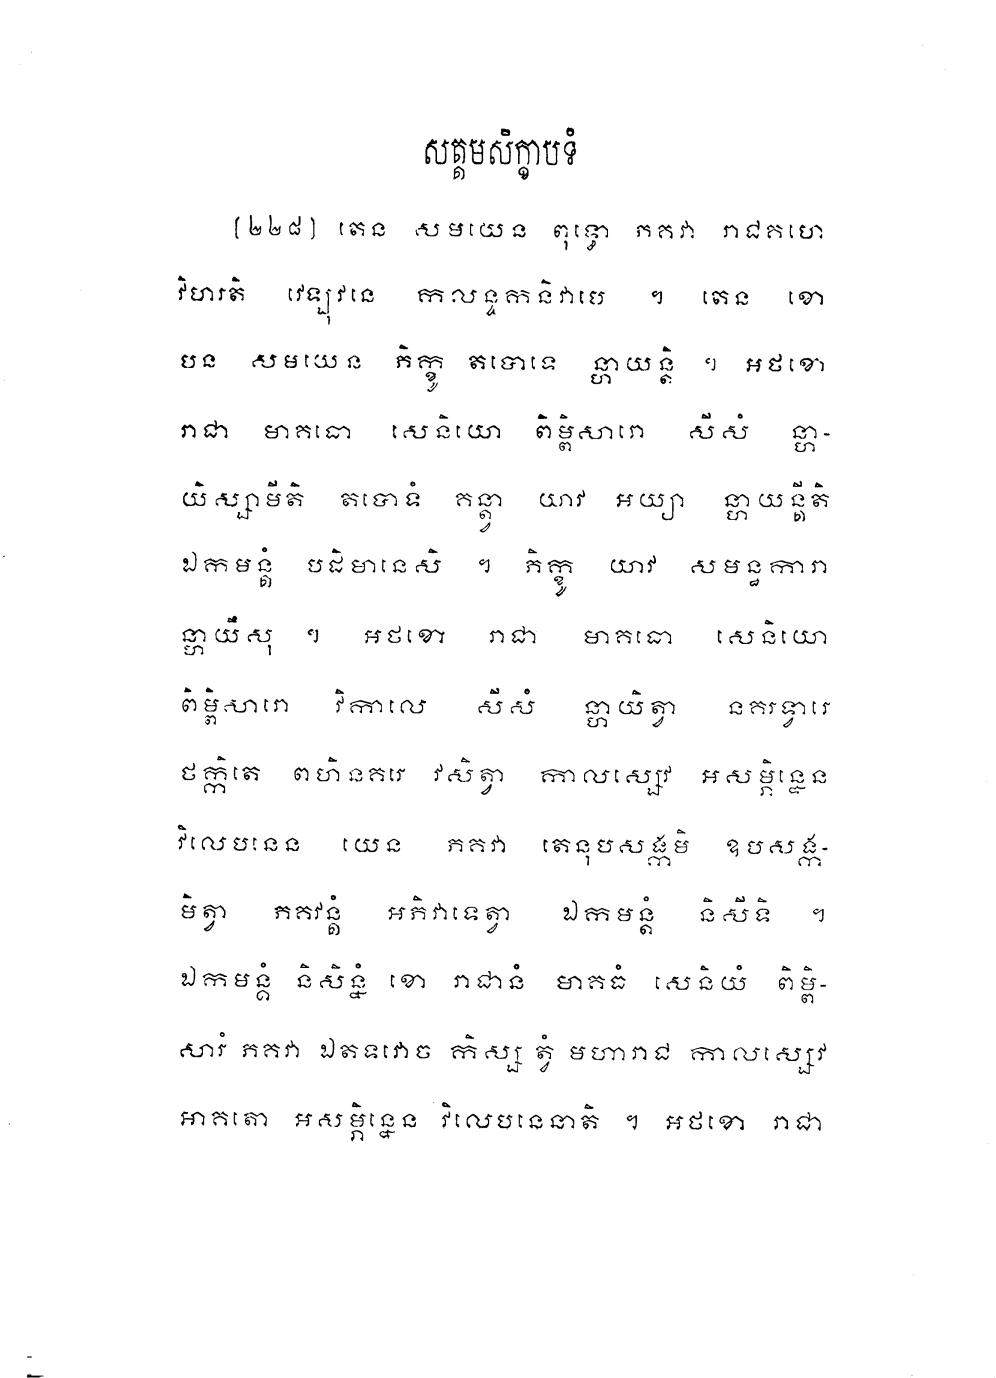 សត្តមសិក្ខាបទំ
(២២៨) តេន សមយេន ពុទ្ធោ ភគវា រាជគហេ
វិហរតិ វេឡុវនេ កលន្ទកនិវាបេ ។ តេន ខោ
បន សមយេន ភិក្ខូ តបោទេ ន្ហាយន្តិ ។ អថខោ
រាជា មាគធោ សេនិយោ ពិម្ពិសារោ សីសំ ន្ហា-
យិស្សាមីតិ តបោទំ គន្ត្វា យាវ អយ្យា ន្ហាយន្តីតិ
ឯកមន្តំ បដិមានេសិ ។ ភិក្ខូ យាវ សមន្ធការា
ន្ហាយឹសុ ។ អថខោ រាជា មាគធោ សេនិយោ
ពិម្ពិសារោ វិកាលេ សីសំ ន្ហាយិត្វា នគរទ្វារេ
ថក្កិតេ ពហិនគរេ វសិត្វា កាលស្សេវ អសម្ភិន្នេន
វិលេបនេន យេន ភគវា តេនុបសង្កមិ ឧបសង្ក-
មិត្វា ភគវន្តំ អភិវាទេត្វា ឯកមន្តំ និសីទិ ។
ឯកមន្តំ និសិន្នំ ខោ រាជានំ មាគធំ សេនិយំ ពិម្ពិ-
សារំ ភគវា ឯតទវោច កិស្ស ត្វំ មហារាជ កាលស្សេវ
អាគតោ អសម្ភិន្នេន វិលេបនេនាតិ ។ អថខោ រាជា